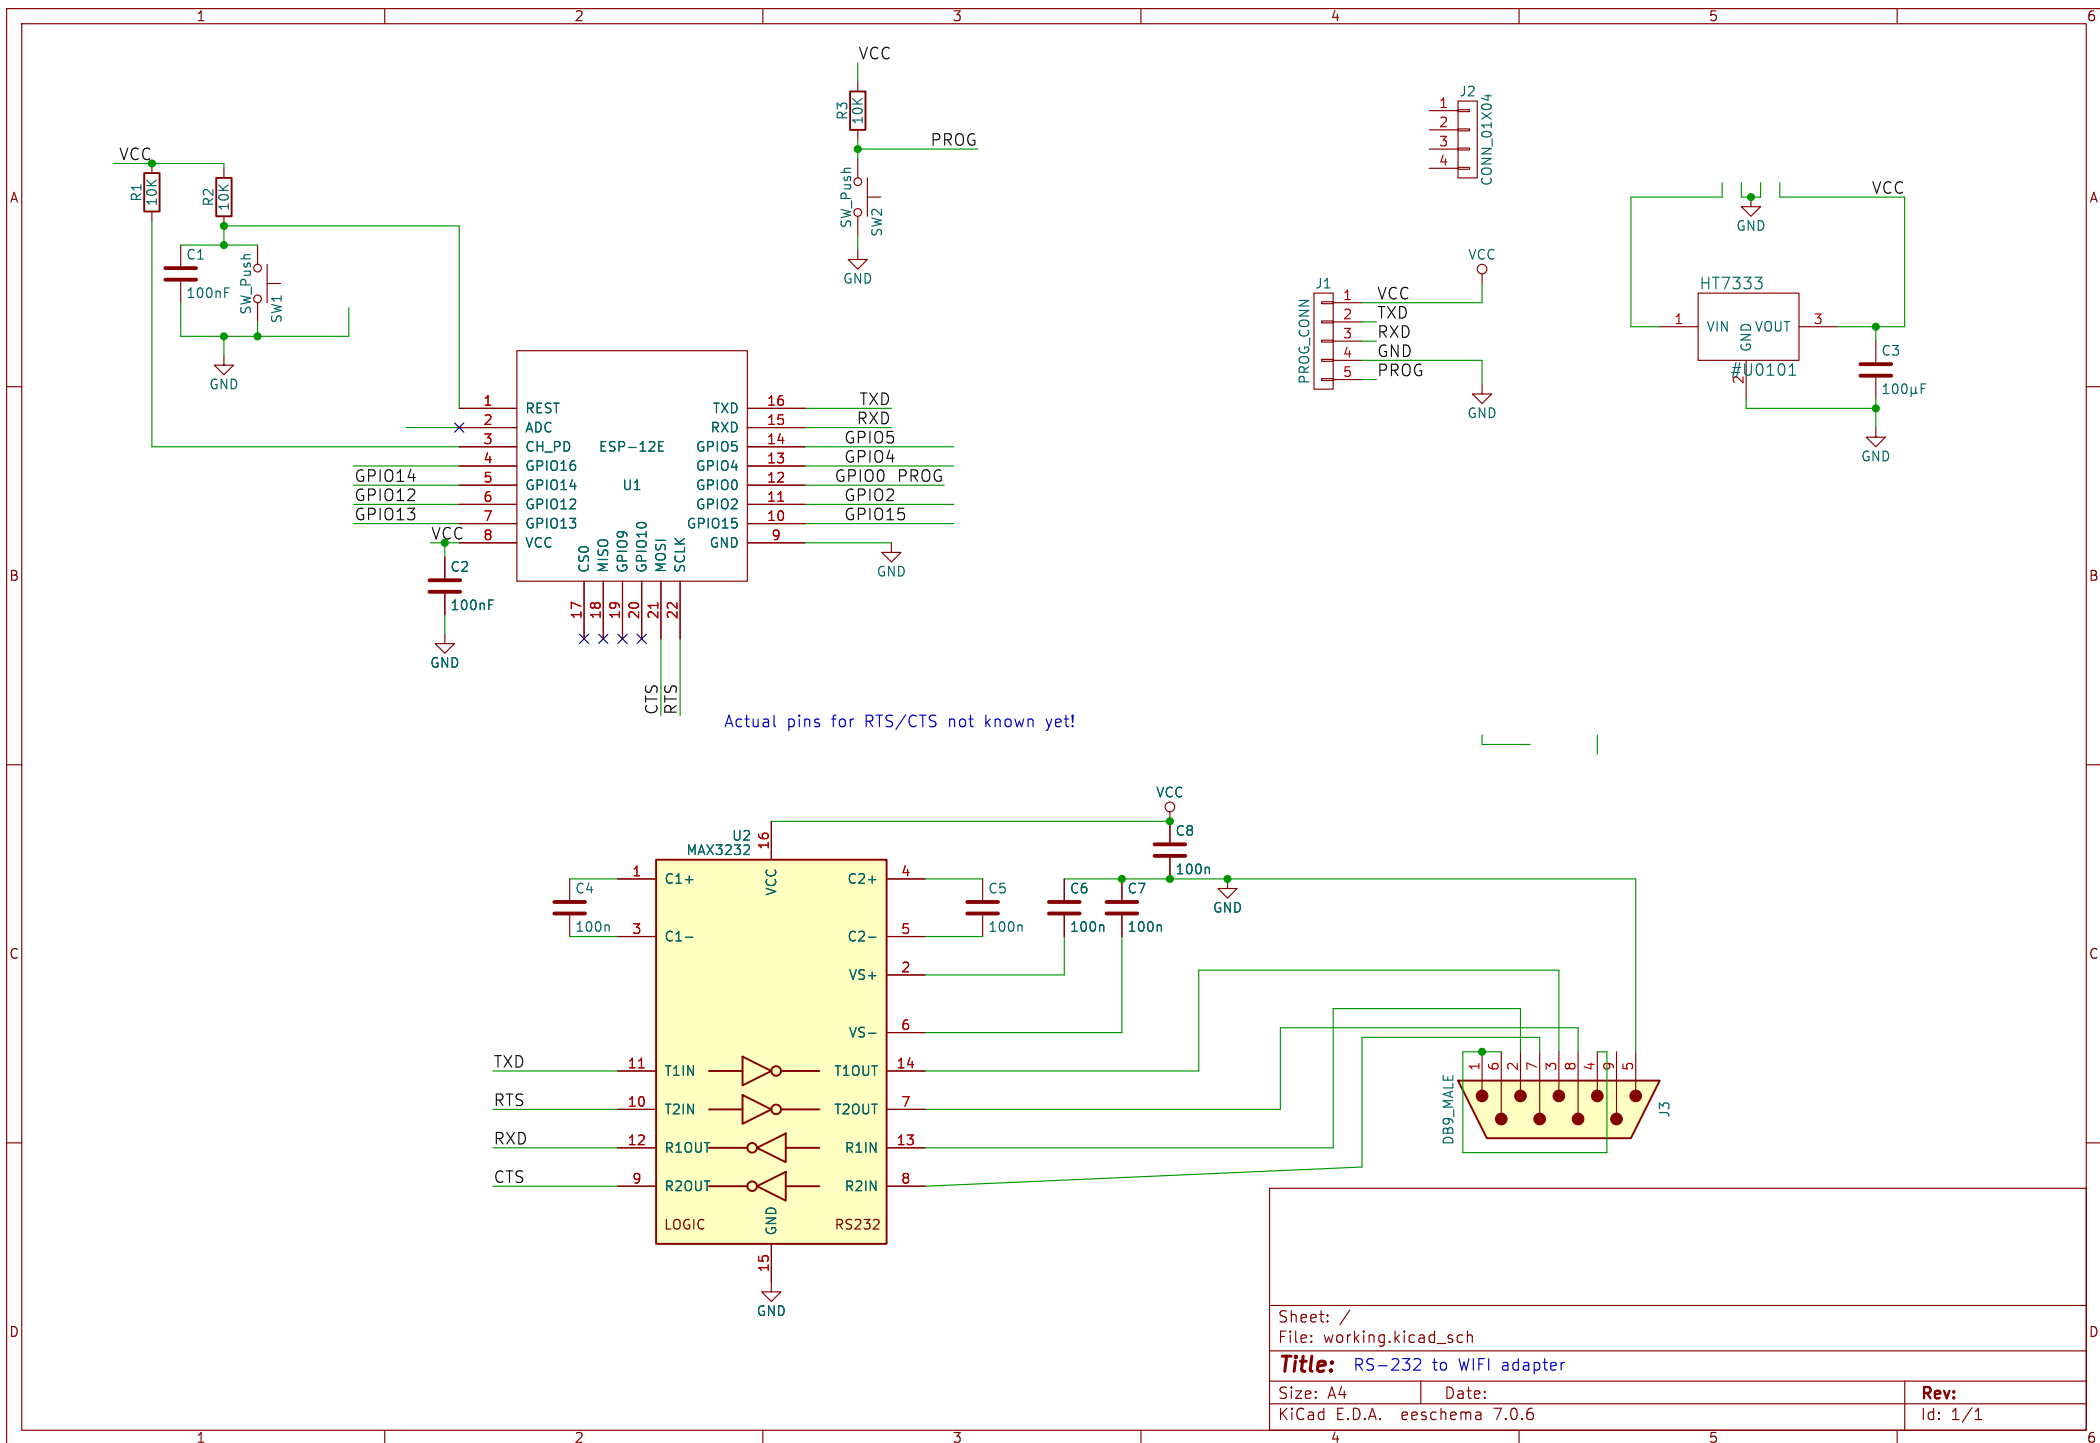 1 2 3 4 5 6
A
B
C
D
A
B
C
D
VCC
R1
10K
R2
10K
C1
100nF
SW_Push
SW1
GND
VCC
R3
10K
PROG
SW_Push
SW2
GND
J2
1
2
3
4
CONN_01X04
J1
PROG_CONN
1 VCC
2 TXD
3 RXD
4 GND
5 PROG
VCC
GND
GND
VCC
HT7333
1 VIN
VOUT 3
GND
2
#U0101
C3
100µF
GND
ESP-12E
U1
1 REST
2 ADC
3 CH_PD
4 GPIO16
GPIO14 5 GPIO14
GPIO12 6 GPIO12
GPIO13 7 GPIO13
VCC 8 VCC
TXD 16 TXD
RXD 15 RXD
GPIO5 14 GPIO5
GPIO4 13 GPIO4
GPIO0 12 GPIO0 PROG
GPIO2 11 GPIO2
GPIO15 10 GPIO15
GND 9
GND
CS0
MISO
GPIO9
GPIO10
MOSI
SCLK
17
18
19
20
21
22
CTS
RTS
C2
100nF
GND
Actual pins for RTS/CTS not known yet!
U2
MAX3232
16
VCC
VCC
C8
100n
1 C1+
3 C1-
C4
100n
C2+ 4
C2- 5
C5
100n
C6
100n
C7
100n
GND
VS+ 2
VS- 6
TXD 11 T1IN T1OUT 14
RTS 10 T2IN T2OUT 7
RXD 12 R1OUT R1IN 13
CTS 9 R2OUT R2IN 8
LOGIC GND RS232
15
GND
DB9_MALE
1 6 2 7 3 8 4 9 5
J3
Sheet: /
File: working.kicad_sch
Title: RS-232 to WIFI adapter
Size: A4 Date: Rev:
KiCad E.D.A. eeschema 7.0.6 Id: 1/1
1 2 3 4 5 6